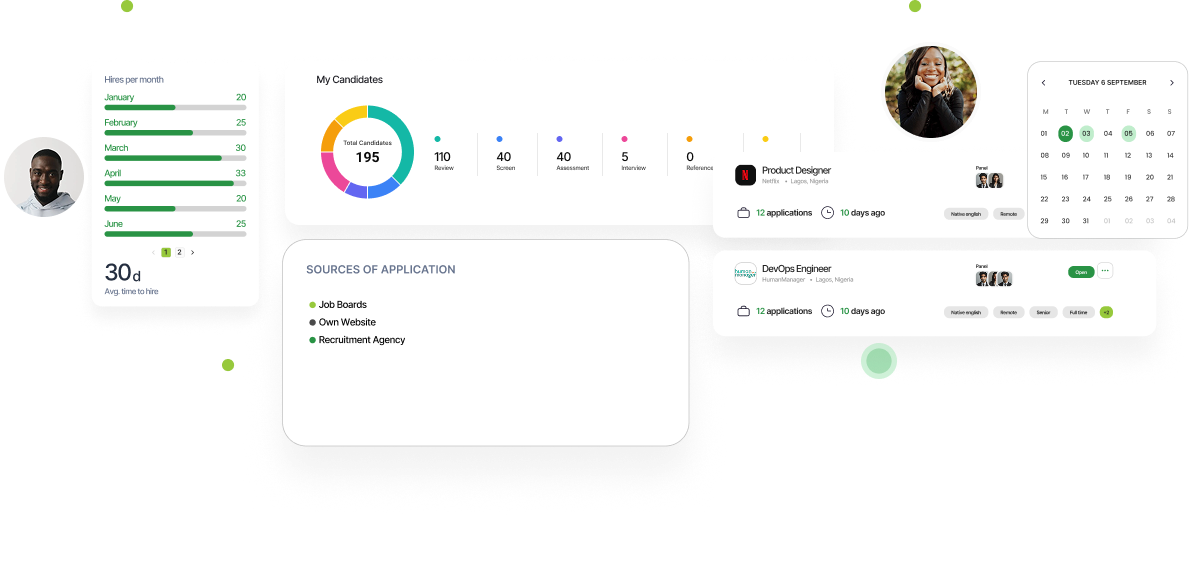 Hires per month
January 20
February 25
March 30
April 33
May 20
June 25
1 2
30d
Avg. time to hire
My Candidates
Total Candidates
195
110 40 40 5 0
Review Screen Assessment Interview Reference
SOURCES OF APPLICATION
Job Boards
Own Website
Recruitment Agency
N
Product Designer
Netflix • Lagos, Nigeria
Panel
12 applications 10 days ago
Native english Remote
human
manager
DevOps Engineer
HumanManager • Lagos, Nigeria
Panel
Open
12 applications 10 days ago
Native english Remote Senior Full time +2
TUESDAY 6 SEPTEMBER
M T W T F S S
01 02 03 04 05 06 07
08 09 10 11 12 13 14
15 16 17 18 19 20 21
22 23 24 25 26 27 28
29 30 31 01 02 03 04